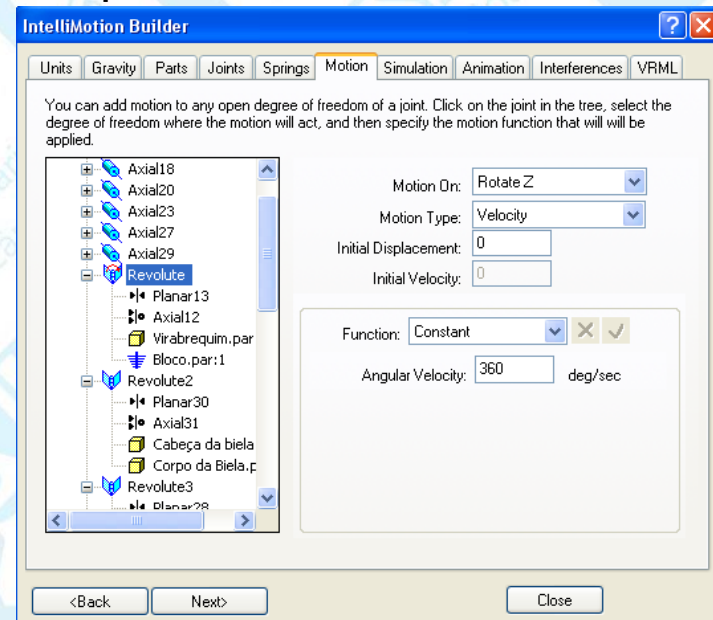 IntelliMotion Builder
Units Gravity Parts Joints Springs Motion Simulation Animation Interferences VRML
You can add motion to any open degree of freedom of a joint. Click on the joint in the tree, select the
degree of freedom where the motion will act, and then specify the motion function that will will be
applied.
Axial18
Axial20
Axial23
Axial27
Axial29
Revolute
Planar13
Axial12
Virabrequim.par
Bloco.par:1
Revolute2
Planar30
Axial31
Cabeça da biela
Corpo da Biela.p
Revolute3
Planar28
Motion On: Rotate Z
Motion Type: Velocity
Initial Displacement: 0
Initial Velocity: 0
Function: Constant
Angular Velocity: 360 deg/sec
<Back Next> Close